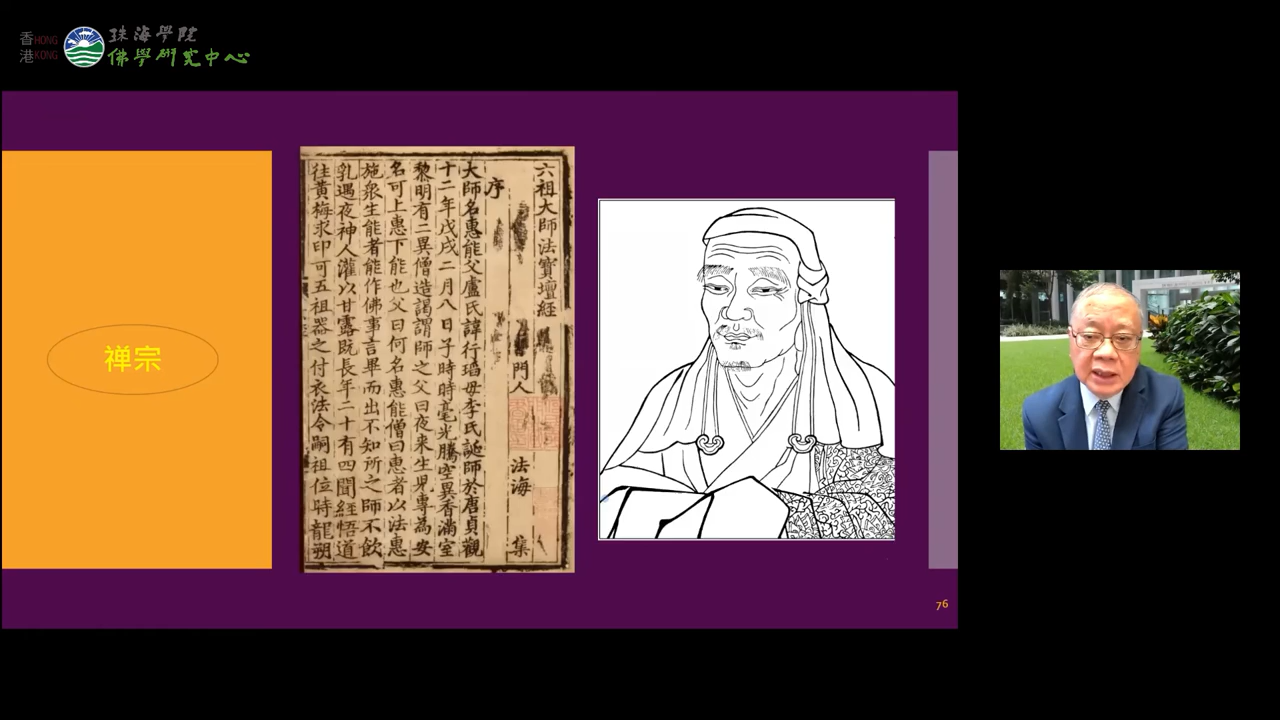 香港
HONG
KONG
珠海學院
佛學研究中心
禅宗
六祖大師法寶壇經
門人
法海
集
序
大師名惠能父盧氏諱行瑫母李氏誕師於唐貞觀
十二年戊戌二月八日子時時毫光騰空異香滿室
黎明有二異僧造謁謂師之父曰夜來生兒專為安
名可上惠下能也父曰何名惠能僧曰惠者以法惠
施眾生能者能作佛事言畢而出不知所之師不飲
乳遇夜神人灌以甘露既長年二十有四聞經悟道
往黃梅求印可五祖器之付衣法令嗣祖位時龍朔
76